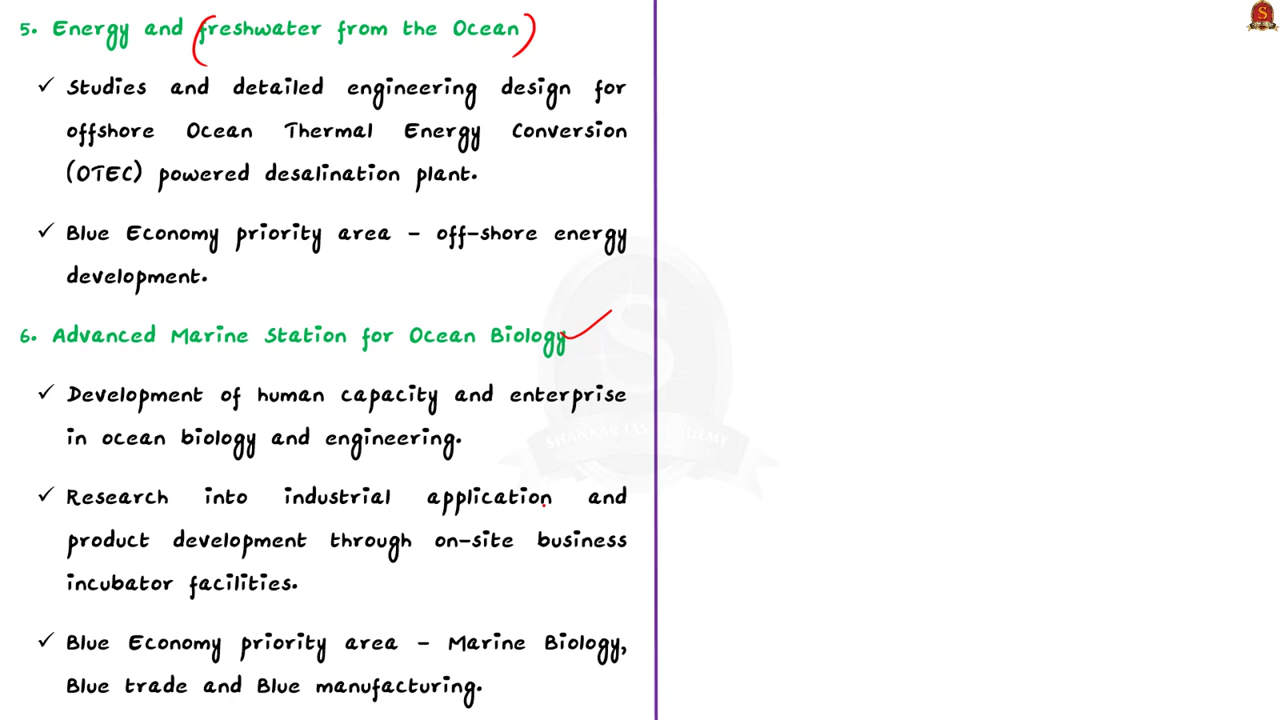 5. Energy and freshwater from the Ocean
✓ Studies and detailed engineering design for
offshore Ocean Thermal Energy Conversion
(OTEC) powered desalination plant.
✓ Blue Economy priority area - off-shore energy
development.
6. Advanced Marine Station for Ocean Biology
✓ Development of human capacity and enterprise
in ocean biology and engineering.
✓ Research into industrial application and
product development through on-site business
incubator facilities.
✓ Blue Economy priority area - Marine Biology,
Blue trade and Blue manufacturing.
S
SHANKAR IAS ACADEMY
S